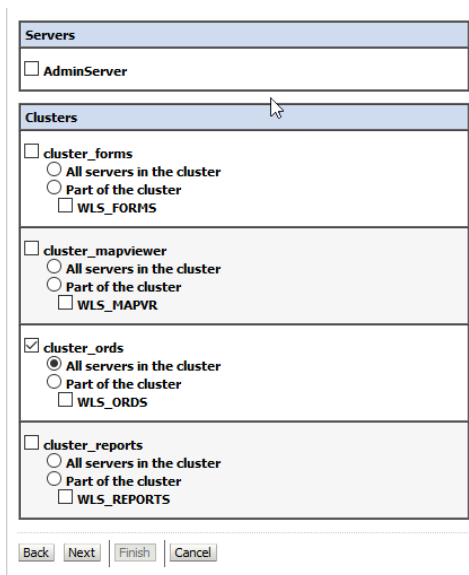 Servers
AdminServer
Clusters
cluster_forms
All servers in the cluster
Part of the cluster
WLS_FORMS
cluster_mapviewer
All servers in the cluster
Part of the cluster
WLS_MAPVR
cluster_ords
All servers in the cluster
Part of the cluster
WLS_ORDS
cluster_reports
All servers in the cluster
Part of the cluster
WLS_REPORTS
Back Next Finish Cancel